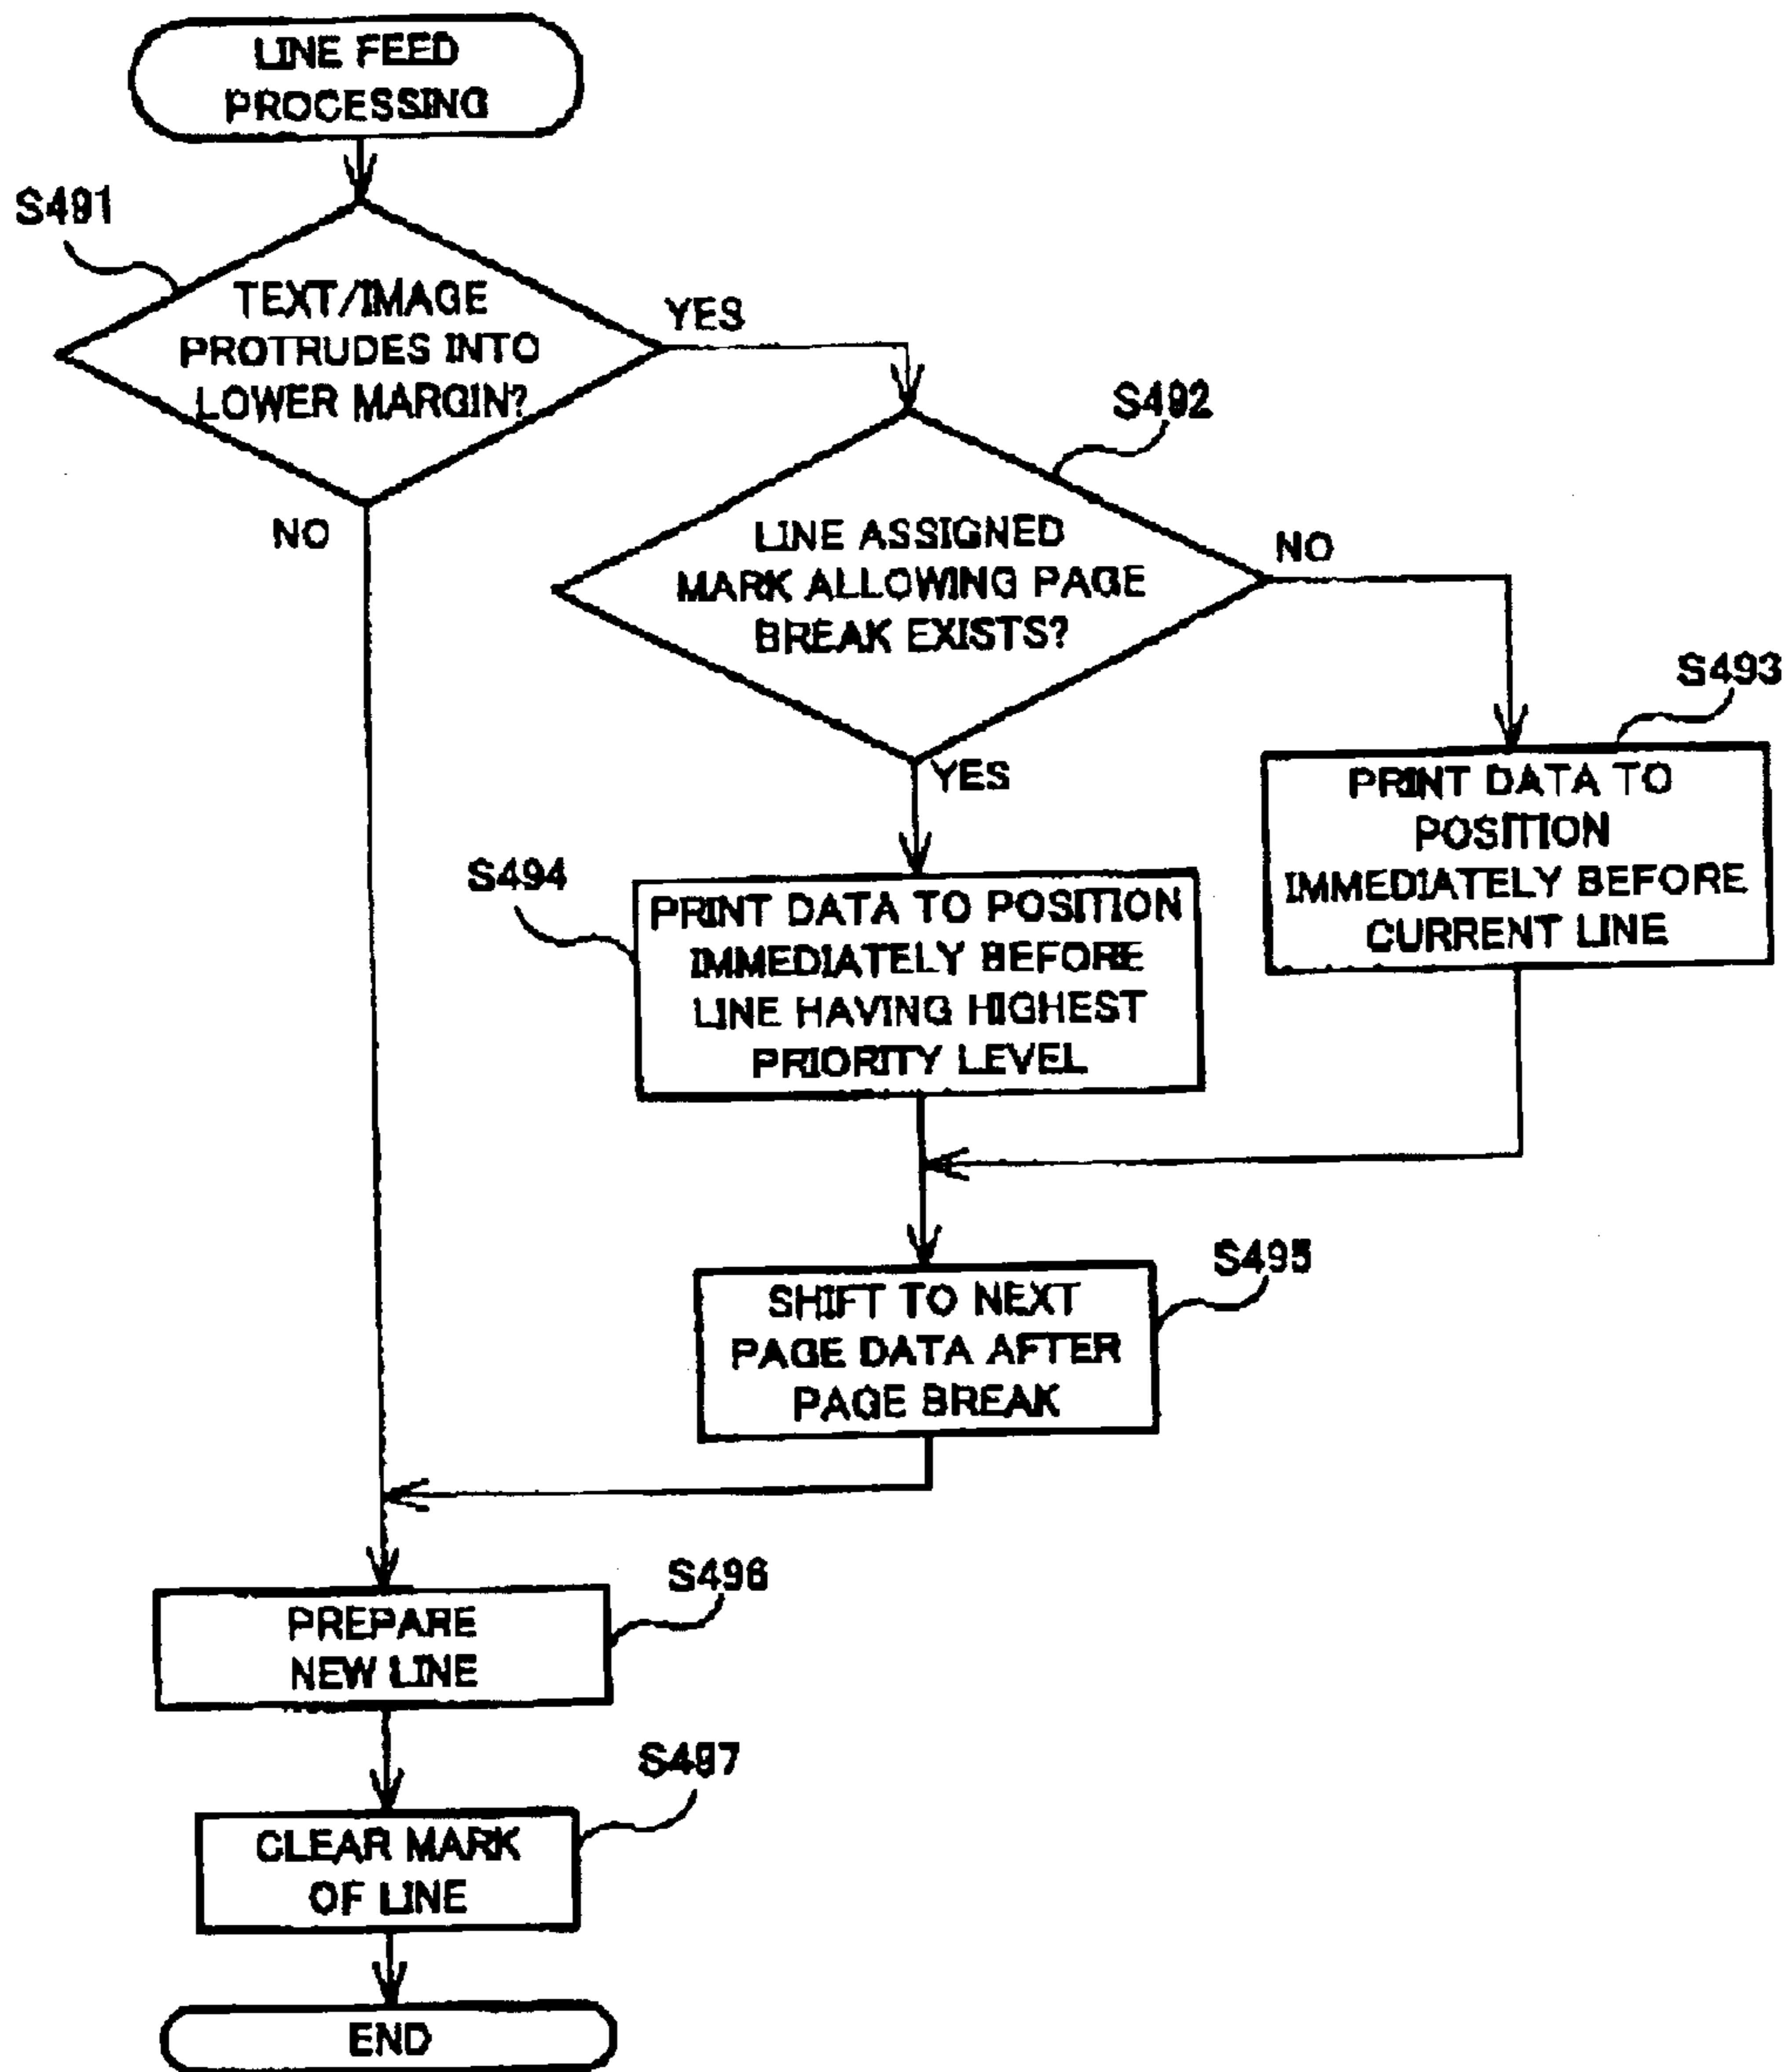 LINE FEED
PROCESSING
S491
TEXT/IMAGE
PROTRUDES INTO
LOWER MARGIN?
YES
NO
S492
LINE ASSIGNED
MARK ALLOWING PAGE
BREAK EXISTS?
NO
YES
S493
PRINT DATA TO
POSITION
IMMEDIATELY BEFORE
CURRENT LINE
S494
PRINT DATA TO POSITION
IMMEDIATELY BEFORE
LINE HAVING HIGHEST
PRIORITY LEVEL
S495
SHIFT TO NEXT
PAGE DATA AFTER
PAGE BREAK
S496
PREPARE
NEW LINE
S497
CLEAR MARK
OF LINE
END